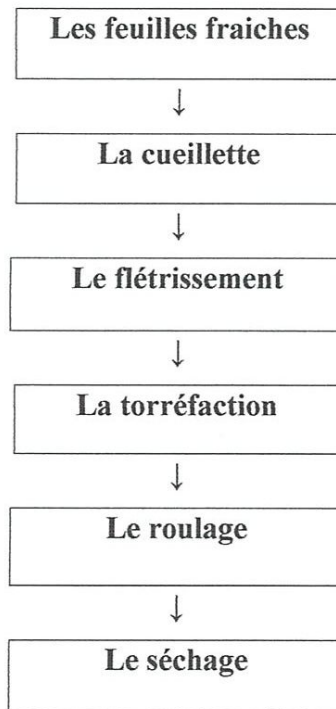 Les feuilles fraiches
↓
La cueillette
↓
Le flétrissement
↓
La torréfaction
↓
Le roulage
↓
Le séchage